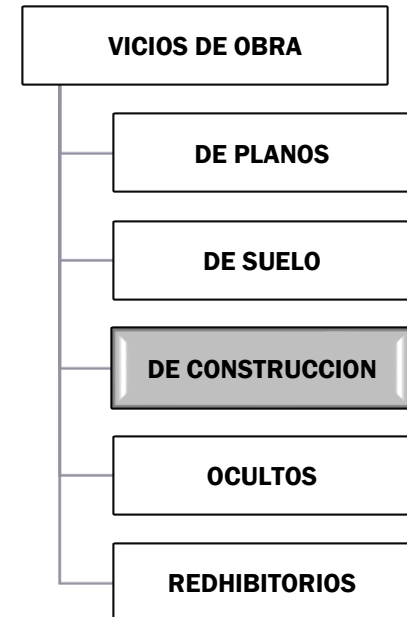 VICIOS DE OBRA
DE PLANOS
DE SUELO
DE CONSTRUCCION
OCULTOS
REDHIBITORIOS